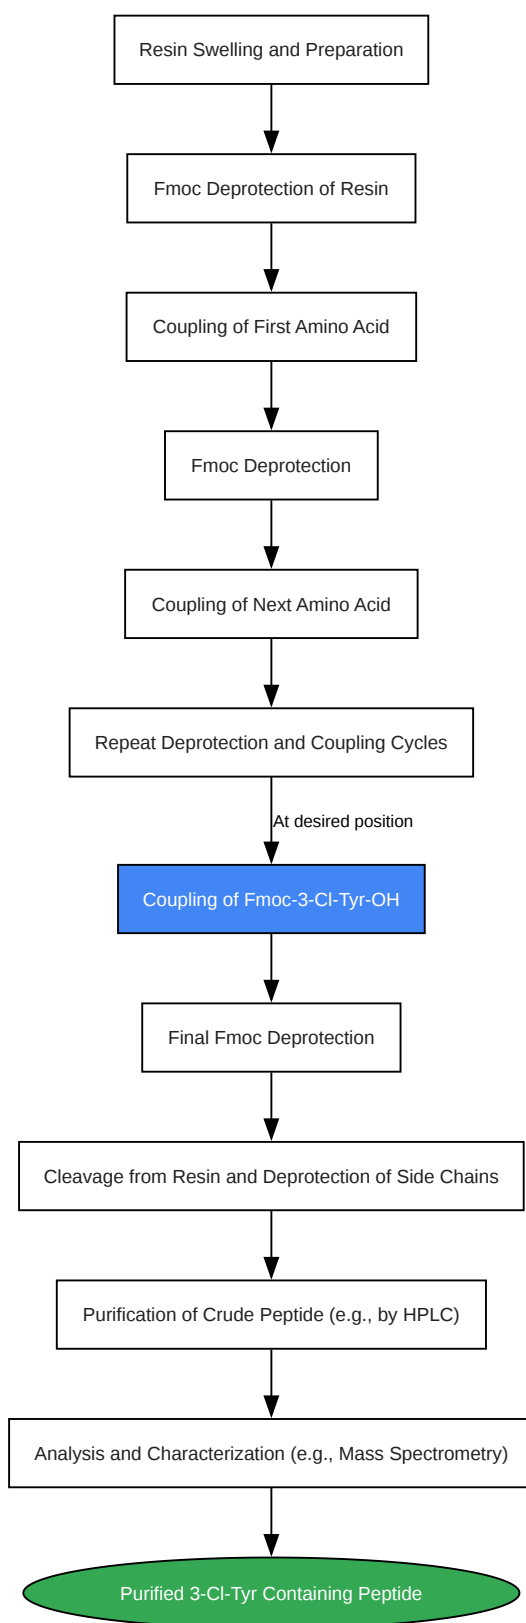 Resin Swelling and Preparation
Fmoc Deprotection of Resin
Coupling of First Amino Acid
Fmoc Deprotection
Coupling of Next Amino Acid
Repeat Deprotection and Coupling Cycles
At desired position
Coupling of Fmoc-3-Cl-Tyr-OH
Final Fmoc Deprotection
Cleavage from Resin and Deprotection of Side Chains
Purification of Crude Peptide (e.g., by HPLC)
Analysis and Characterization (e.g., Mass Spectrometry)
Purified 3-Cl-Tyr Containing Peptide